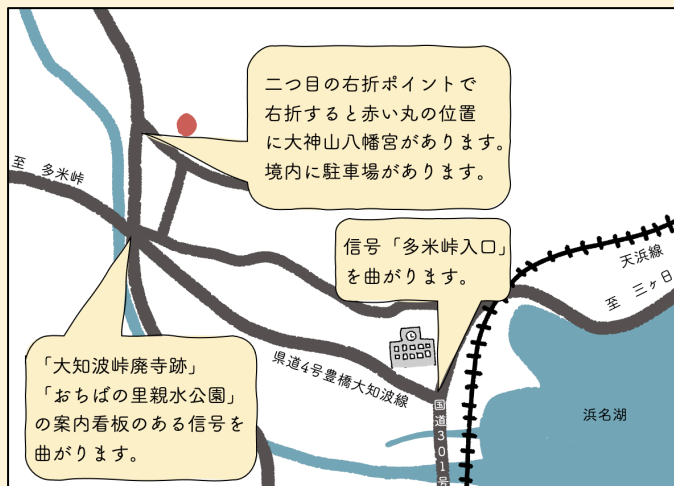 二つ目の右折ポイントで
右折すると赤い丸の位置
に大神山八幡宮があります。
境内に駐車場があります。
至 多米峠
信号「多米峠入口」
を曲がります。
天浜線
至 三ヶ日
「大知波峠廃寺跡」
「おちばの里親水公園」
の案内看板のある信号を
曲がります。
県道4号豊橋大知波線
国道301号
浜名湖